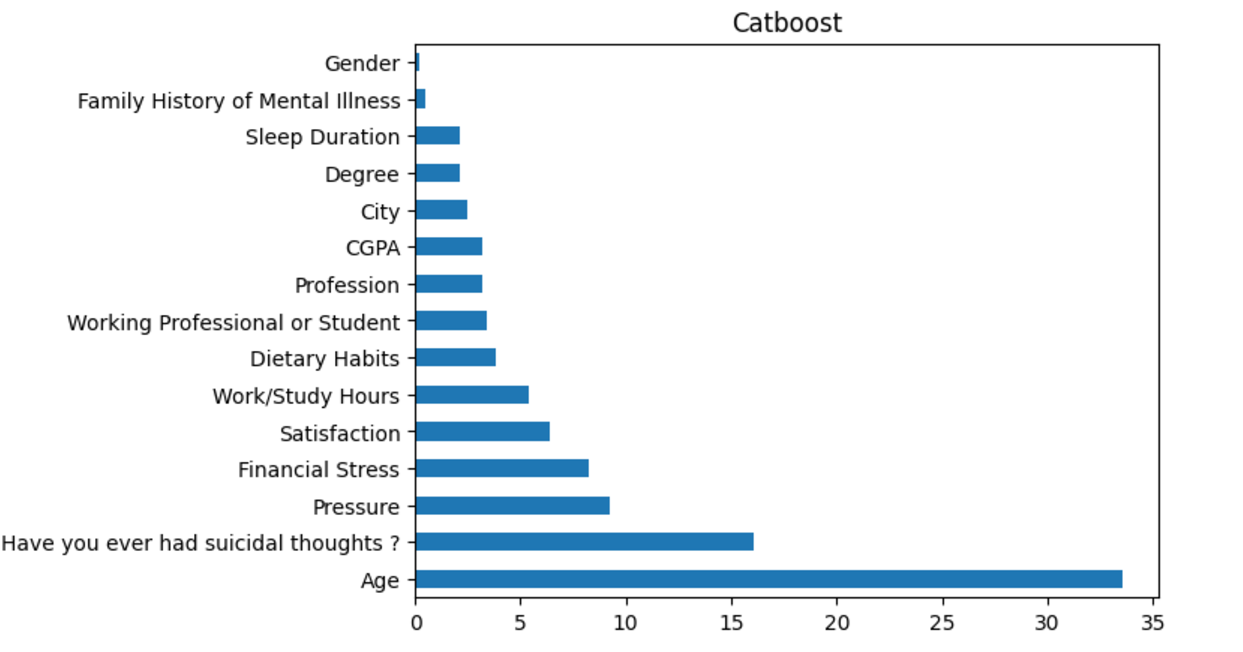 Catboost
Gender
Family History of Mental Illness
Sleep Duration
Degree
City
CGPA
Profession
Working Professional or Student
Dietary Habits
Work/Study Hours
Satisfaction
Financial Stress
Pressure
Have you ever had suicidal thoughts ?
Age
0 5 10 15 20 25 30 35